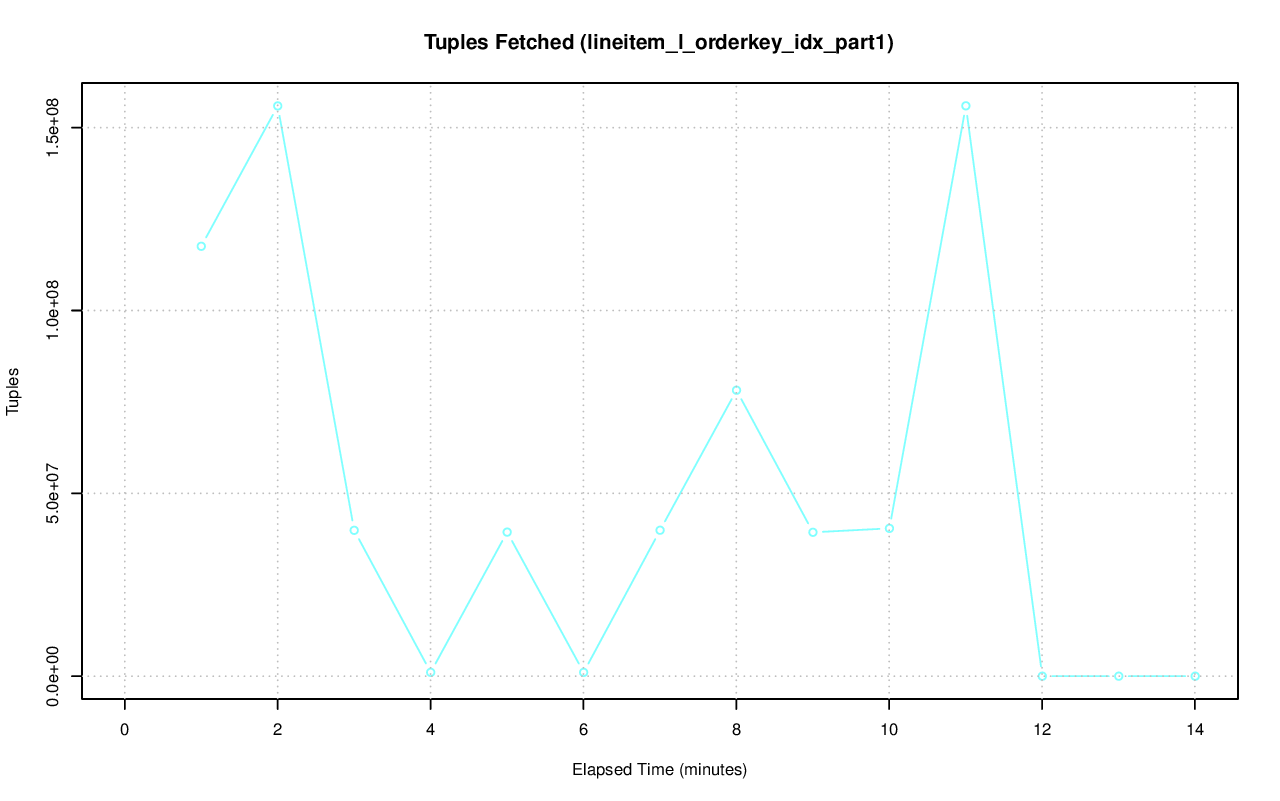 Tuples Fetched (lineitem_l_orderkey_idx_part1)
1.5e+08
1.0e+08
5.0e+07
0.0e+00
Tuples
0 2 4 6 8 10 12 14
Elapsed Time (minutes)